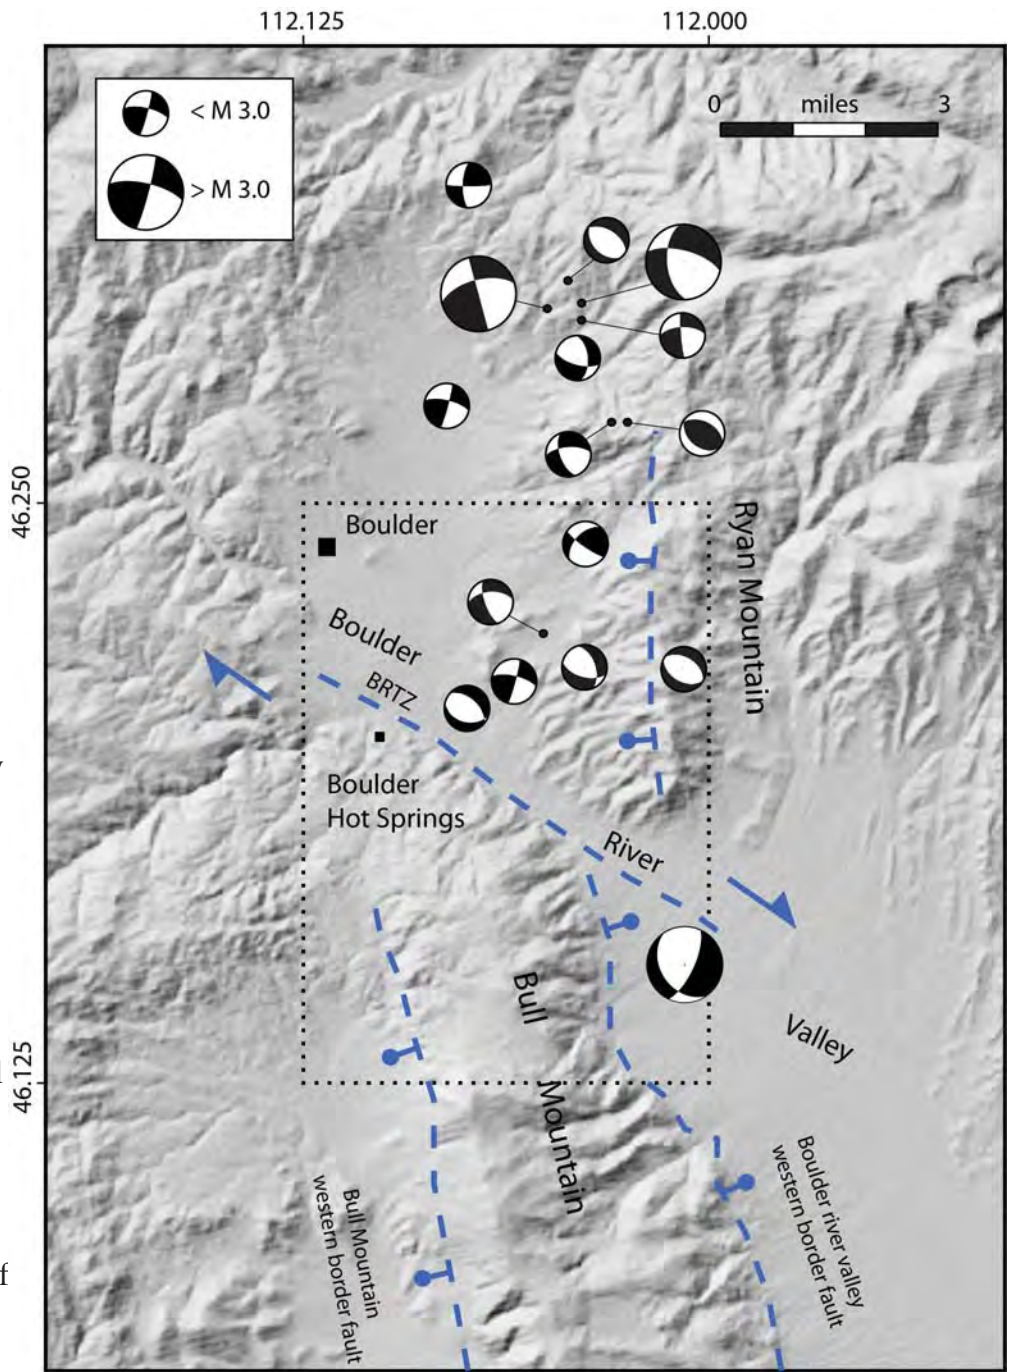 112.125
112.000
< M 3.0
> M 3.0
0 miles 3
46.250
Boulder
Ryan Mountain
Boulder
BRTZ
Boulder
Hot Springs
River
Bull
Valley
46.125
Mountain
Bull Mountain
western border fault
Boulder river valley
western border fault
f